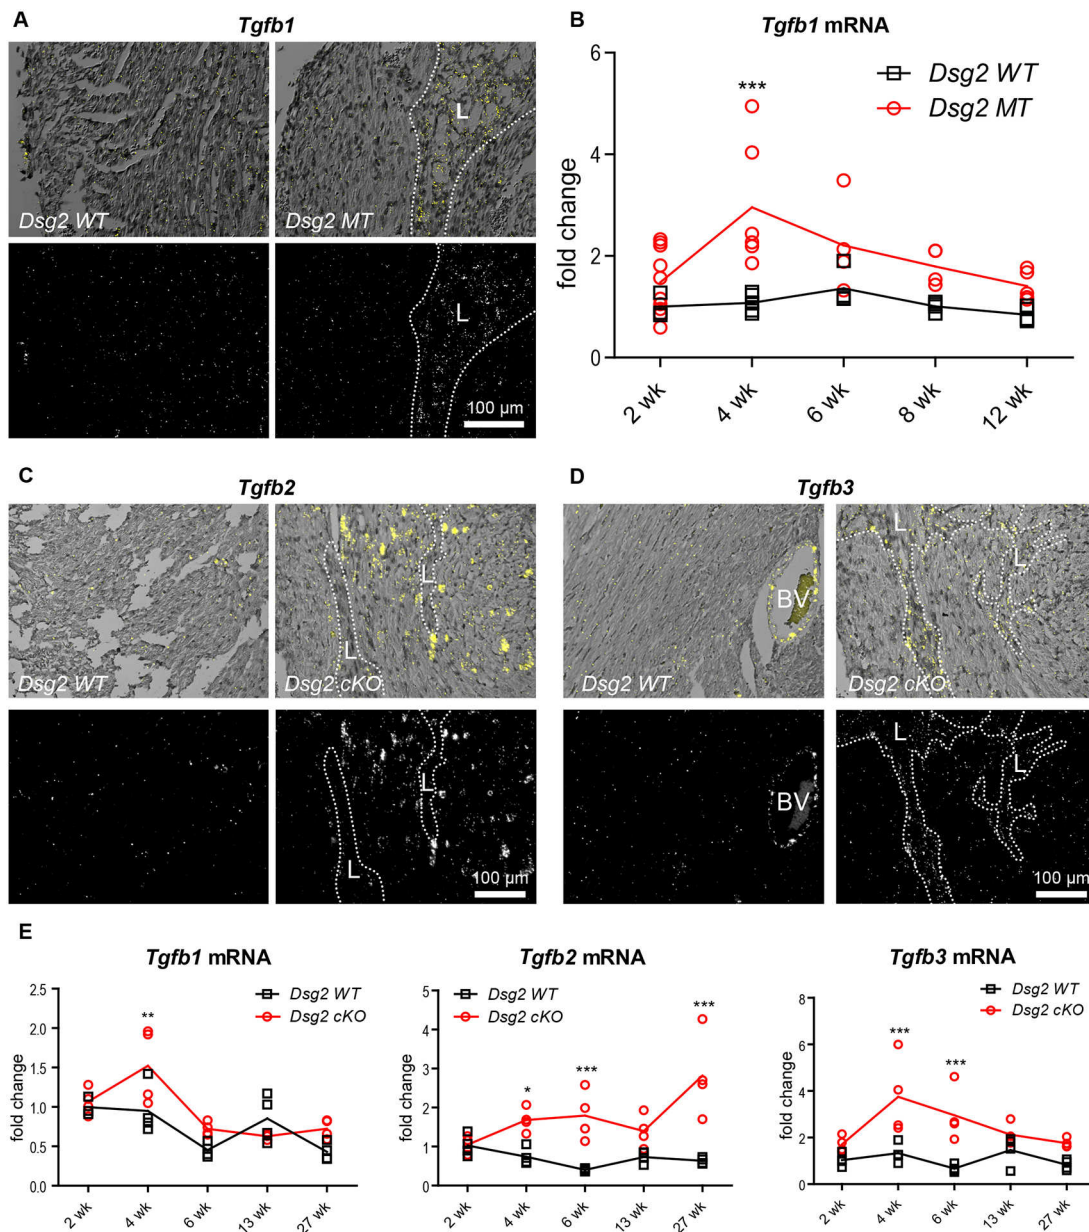 A
Tgfb1
Dsg2 WT
Dsg2 MT
L
L
100 µm
B
Tgfb1 mRNA
Dsg2 WT
Dsg2 MT
***
fold change
6
4
2
0
2 wk
4 wk
6 wk
8 wk
12 wk
C
Tgfb2
Dsg2 WT
Dsg2 cKO
L
L
L
L
100 µm
D
Tgfb3
Dsg2 WT
BV
Dsg2 cKO
L
L
BV
L
L
100 µm
E
Tgfb1 mRNA
Dsg2 WT
Dsg2 cKO
**
fold change
2.5
2.0
1.5
1.0
0.5
0.0
2 wk
4 wk
6 wk
13 wk
27 wk
Tgfb2 mRNA
Dsg2 WT
Dsg2 cKO
*
***
***
fold change
5
4
3
2
1
0
2 wk
4 wk
6 wk
13 wk
27 wk
Tgfb3 mRNA
Dsg2 WT
Dsg2 cKO
***
***
fold change
8
6
4
2
0
2 wk
4 wk
6 wk
13 wk
27 wk